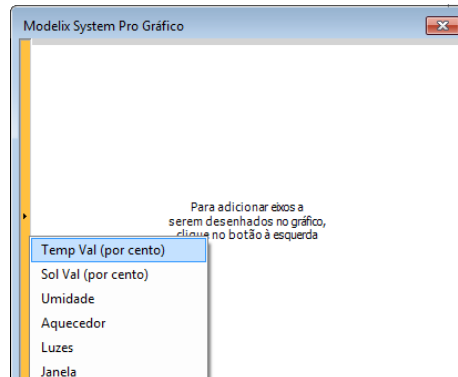 Modelix System Pro Gráfico
Para adicionar eixos a
serem desenhados no gráfico,
clique no botão à esquerda
Temp Val (por cento)
Sol Val (por cento)
Umidade
Aquecedor
Luzes
Janela